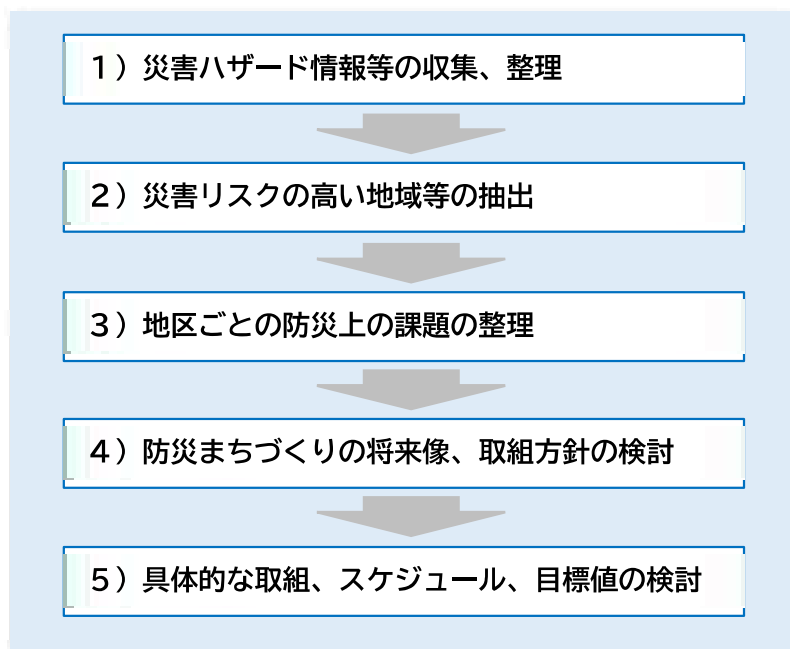 １）災害ハザード情報等の収集、整理
２）災害リスクの高い地域等の抽出
３）地区ごとの防災上の課題の整理
４）防災まちづくりの将来像、取組方針の検討
５）具体的な取組、スケジュール、目標値の検討